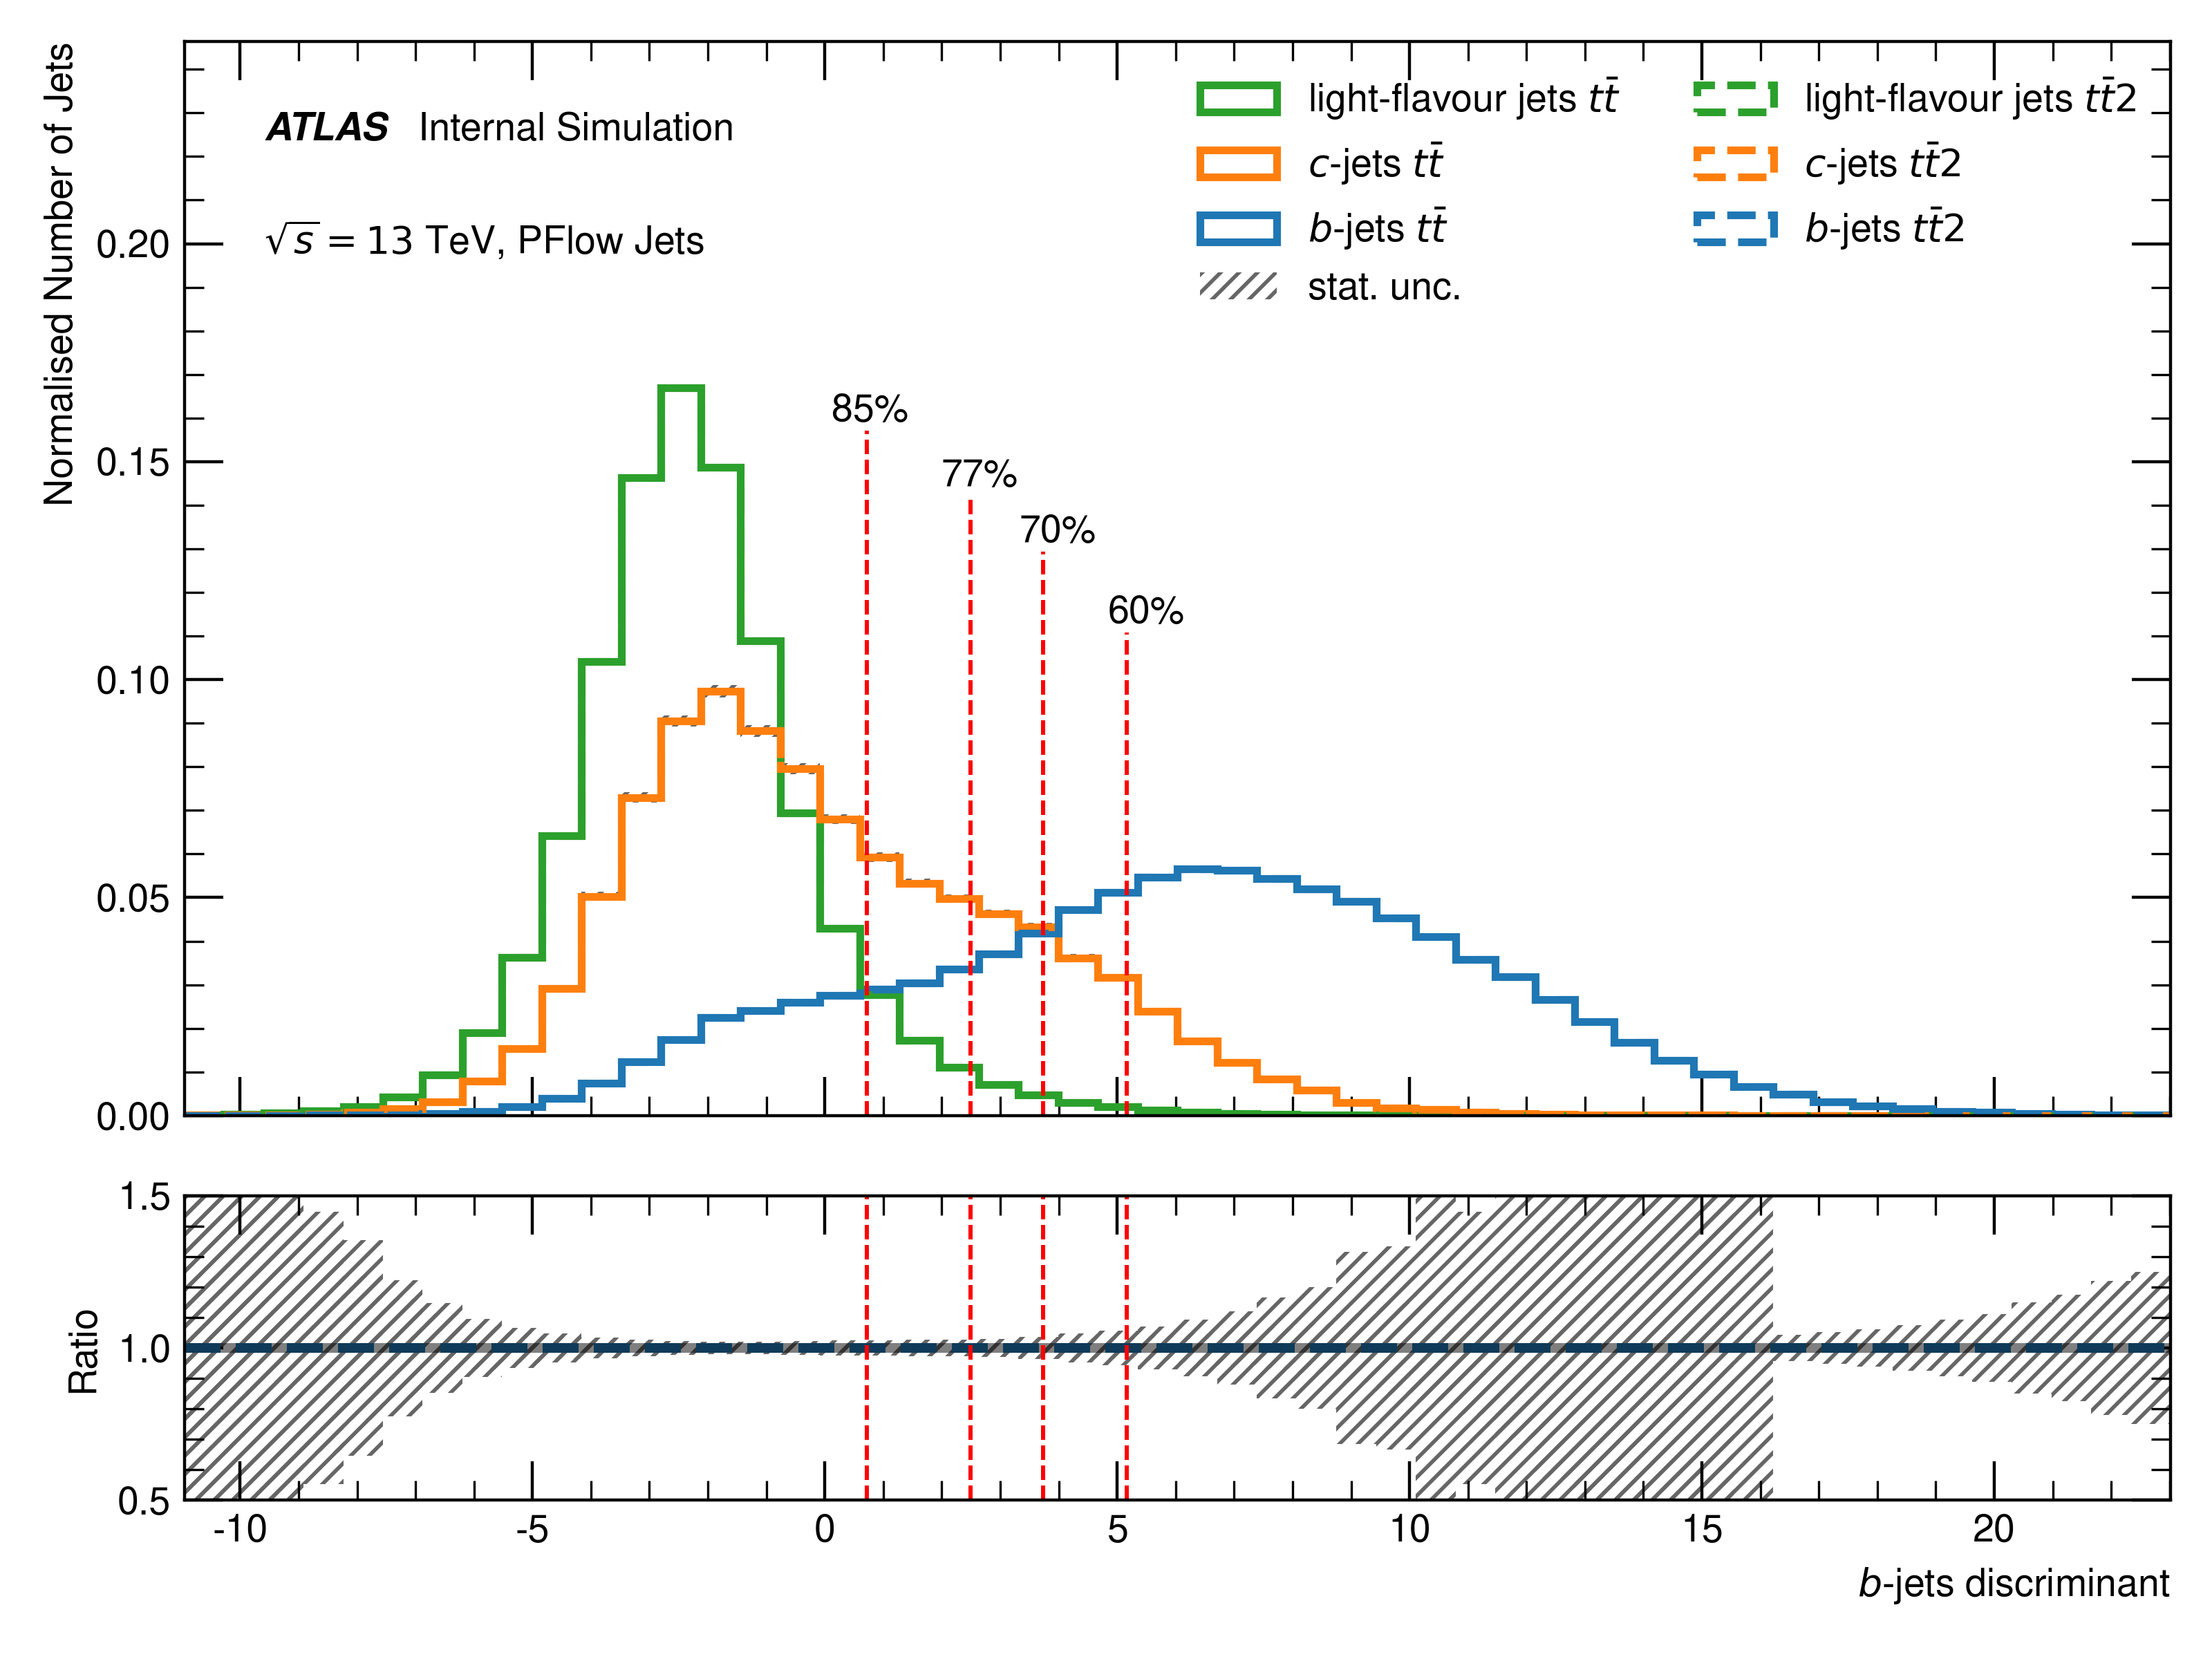 Normalised Number of Jets
ATLAS Internal Simulation
√s = 13 TeV, PFlow Jets
light-flavour jets tt̄
c-jets tt̄
b-jets tt̄
stat. unc.
light-flavour jets tt̄2
c-jets tt̄2
b-jets tt̄2
0.20
0.15
0.10
0.05
0.00
85%
77%
70%
60%
Ratio
1.5
1.0
0.5
-10 -5 0 5 10 15 20
b-jets discriminant